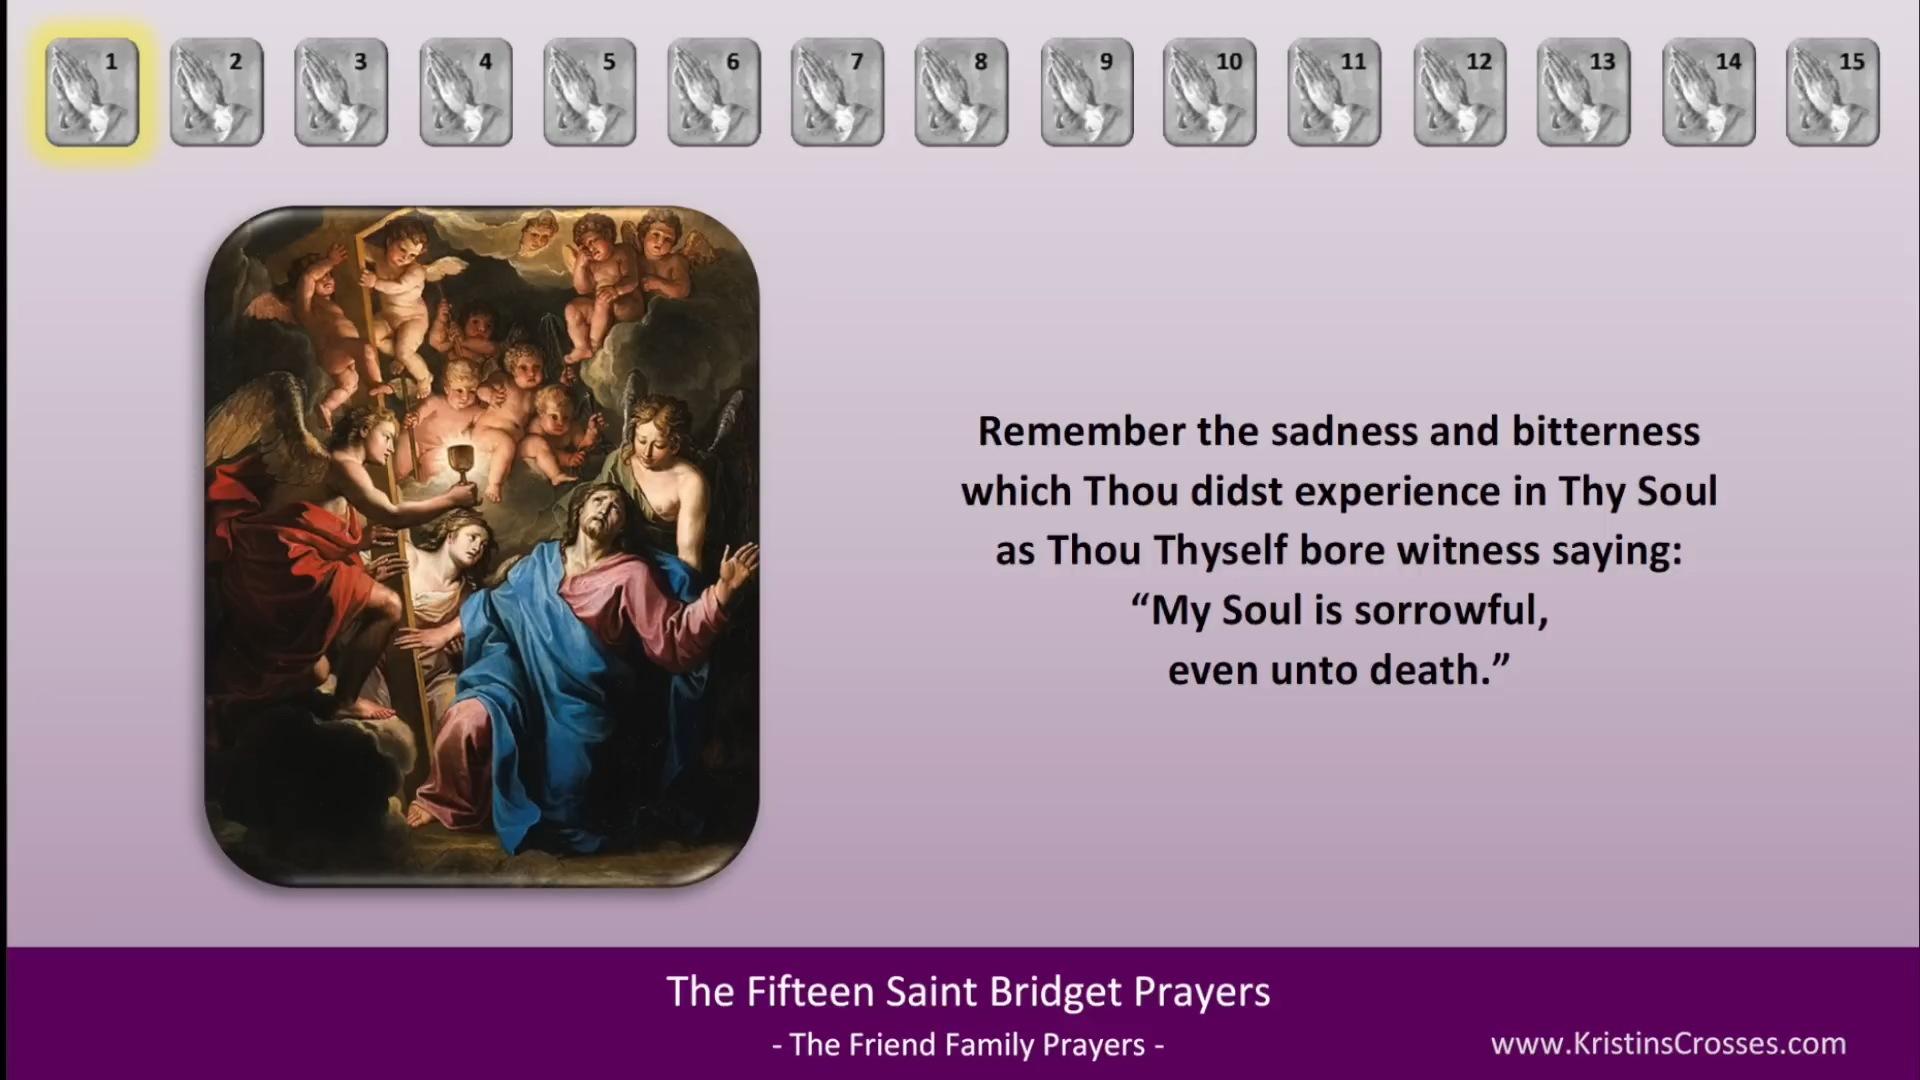 1 2 3 4 5 6 7 8 9 10 11 12 13 14 15
Remember the sadness and bitterness
which Thou didst experience in Thy Soul
as Thou Thyself bore witness saying:
“My Soul is sorrowful,
even unto death.”
The Fifteen Saint Bridget Prayers
- The Friend Family Prayers -
www.KristinsCrosses.com